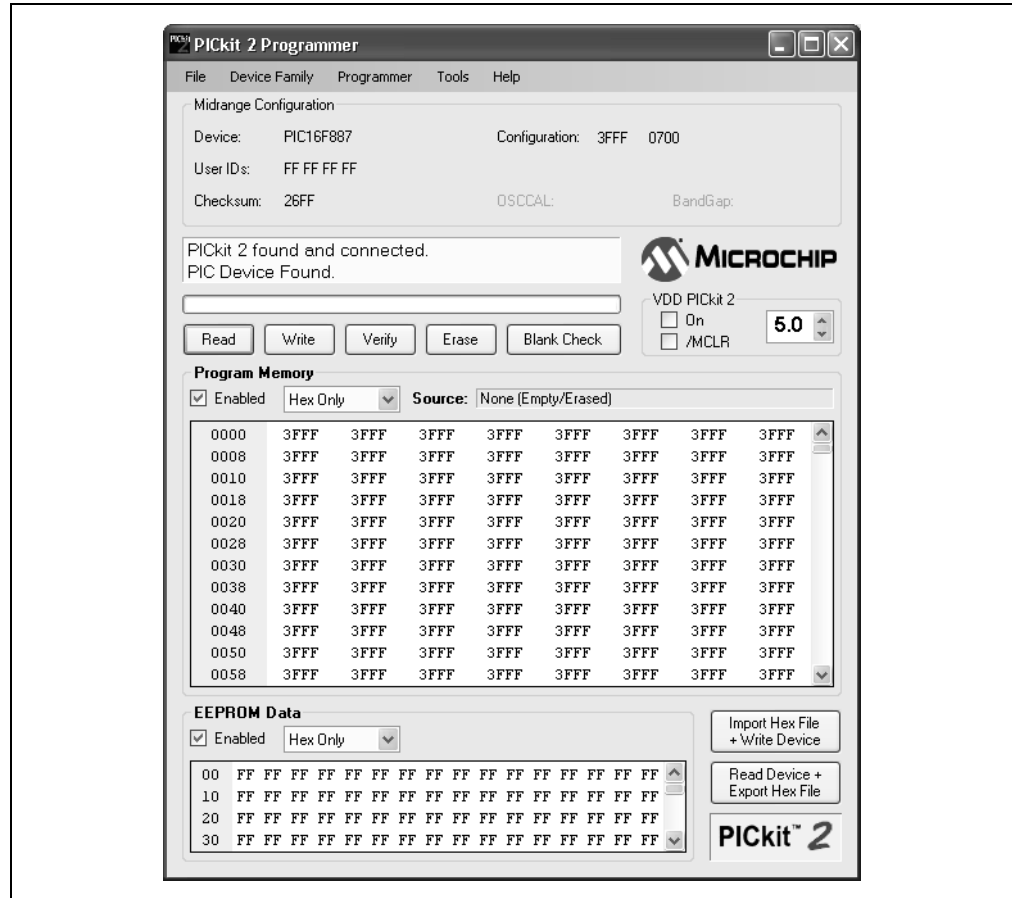 PICkit 2 Programmer
File Device Family Programmer Tools Help
Midrange Configuration
Device: PIC16F887 Configuration: 3FFF 0700
User IDs: FF FF FF FF
Checksum: 26FF OSCCAL: BandGap:
PICkit 2 found and connected.
PIC Device Found.
MICROCHIP
VDD PICkit 2
On
/MCLR
5.0
Read Write Verify Erase Blank Check
Program Memory
Enabled Hex Only Source: None (Empty/Erased)
0000 3FFF 3FFF 3FFF 3FFF 3FFF 3FFF 3FFF 3FFF
0008 3FFF 3FFF 3FFF 3FFF 3FFF 3FFF 3FFF 3FFF
0010 3FFF 3FFF 3FFF 3FFF 3FFF 3FFF 3FFF 3FFF
0018 3FFF 3FFF 3FFF 3FFF 3FFF 3FFF 3FFF 3FFF
0020 3FFF 3FFF 3FFF 3FFF 3FFF 3FFF 3FFF 3FFF
0028 3FFF 3FFF 3FFF 3FFF 3FFF 3FFF 3FFF 3FFF
0030 3FFF 3FFF 3FFF 3FFF 3FFF 3FFF 3FFF 3FFF
0038 3FFF 3FFF 3FFF 3FFF 3FFF 3FFF 3FFF 3FFF
0040 3FFF 3FFF 3FFF 3FFF 3FFF 3FFF 3FFF 3FFF
0048 3FFF 3FFF 3FFF 3FFF 3FFF 3FFF 3FFF 3FFF
0050 3FFF 3FFF 3FFF 3FFF 3FFF 3FFF 3FFF 3FFF
0058 3FFF 3FFF 3FFF 3FFF 3FFF 3FFF 3FFF 3FFF
EEPROM Data
Enabled Hex Only
00 FF FF FF FF FF FF FF FF FF FF FF FF FF FF FF FF
10 FF FF FF FF FF FF FF FF FF FF FF FF FF FF FF FF
20 FF FF FF FF FF FF FF FF FF FF FF FF FF FF FF FF
30 FF FF FF FF FF FF FF FF FF FF FF FF FF FF FF FF
Import Hex File
+ Write Device
Read Device +
Export Hex File
PICkit™ 2